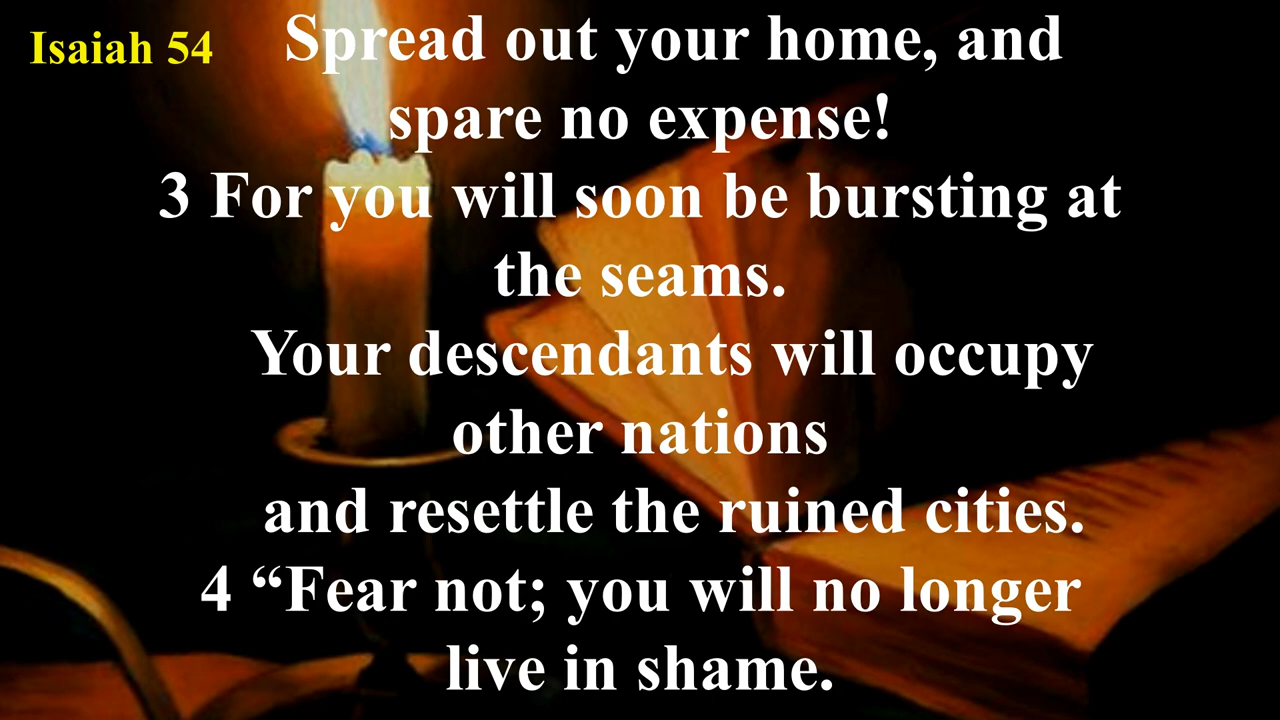 Isaiah 54
Spread out your home, and
spare no expense!
3 For you will soon be bursting at
the seams.
Your descendants will occupy
other nations
and resettle the ruined cities.
4 “Fear not; you will no longer
live in shame.